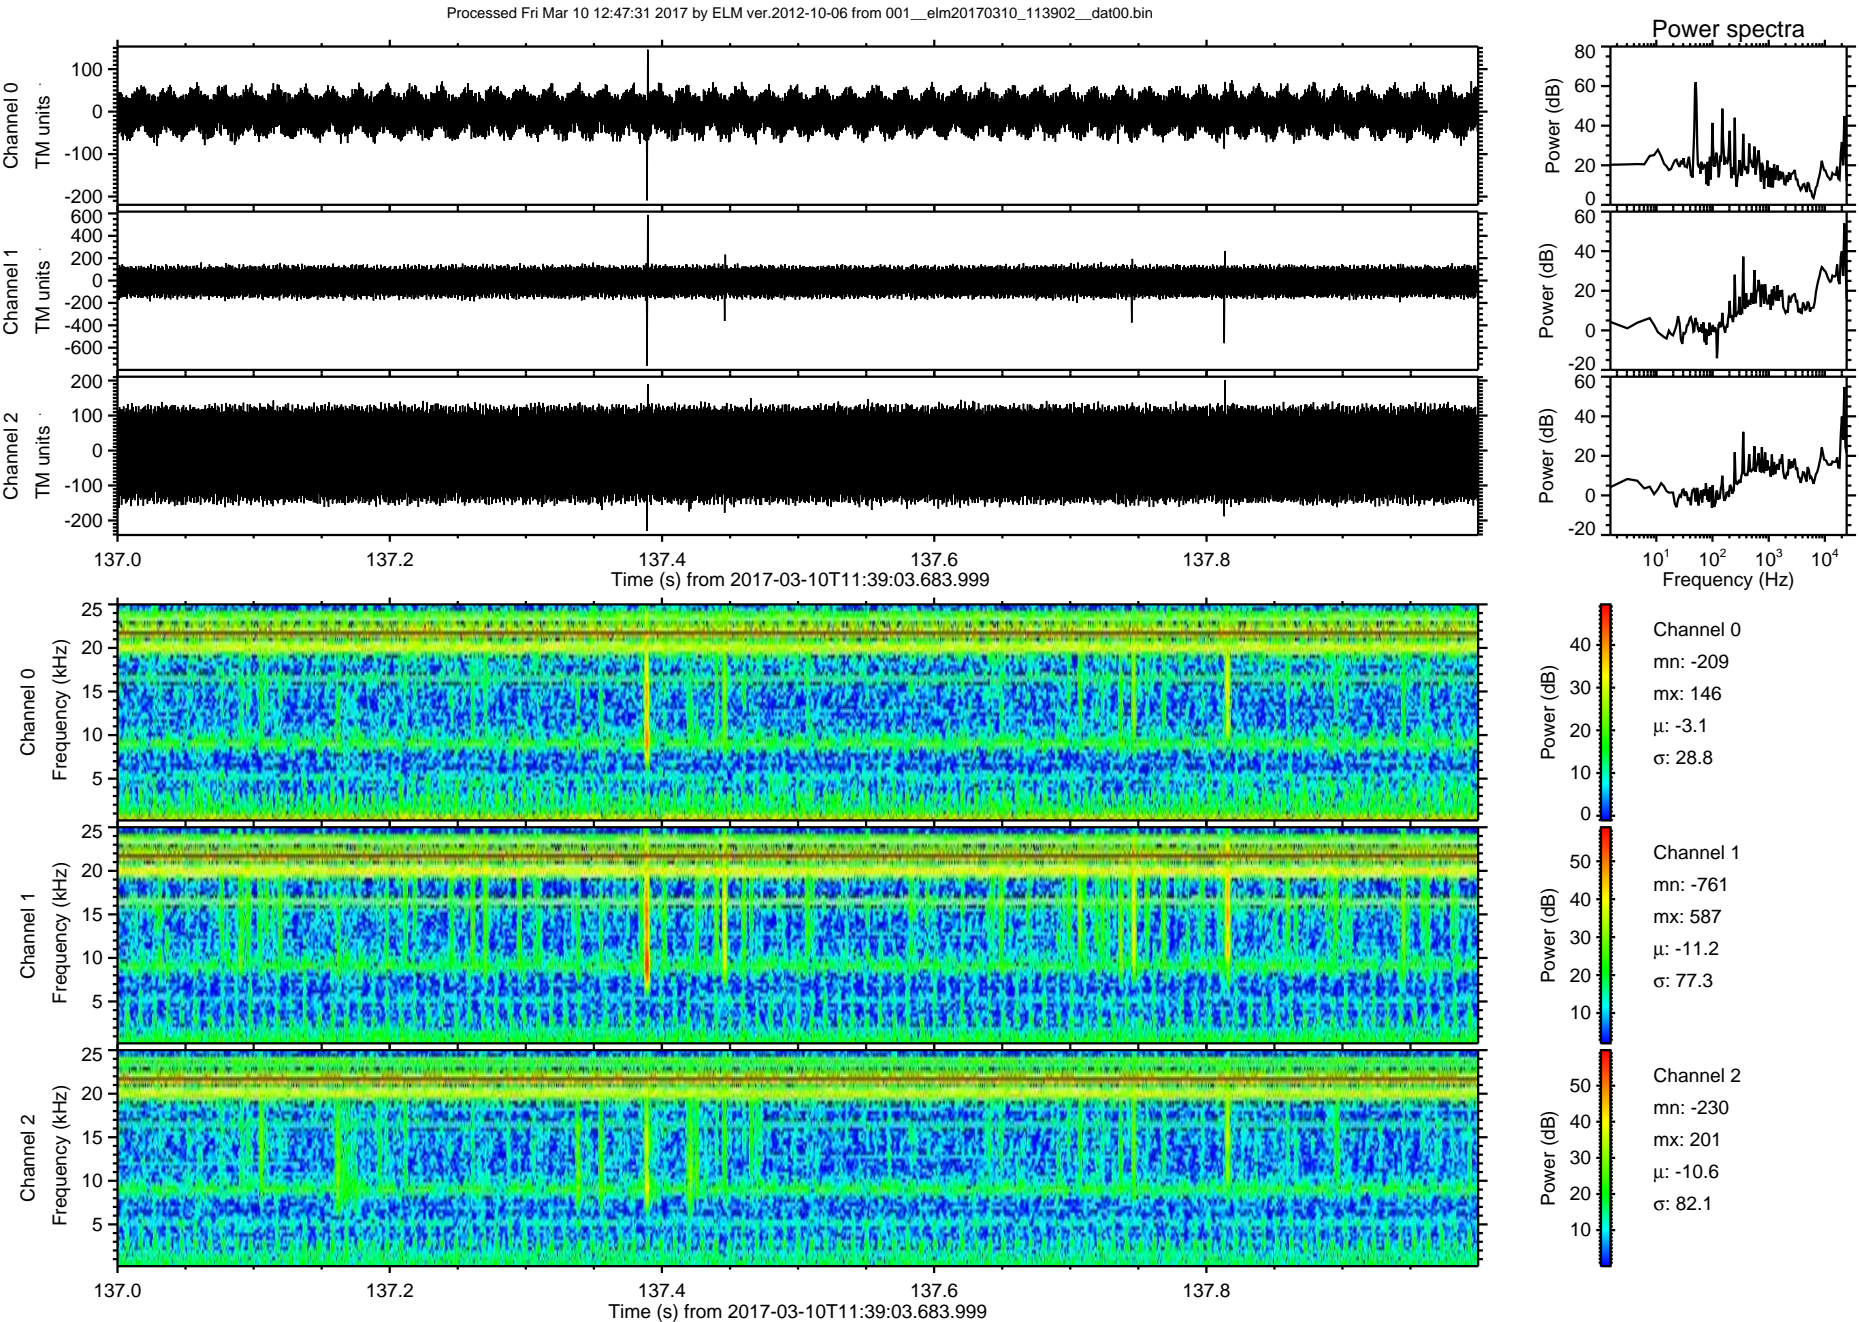 Processed Fri Mar 10 12:47:31 2017 by ELM ver.2012-10-06 from 001__elm20170310_113902__dat00.bin
Power spectra
Channel 0
TM units
100
0
-100
-200
Power (dB)
80
60
40
20
0
Channel 1
TM units
600
400
200
0
-200
-400
-600
Power (dB)
60
40
20
0
-20
Channel 2
TM units
200
100
0
-100
-200
Power (dB)
60
40
20
0
-20
137.0 137.2 137.4 137.6 137.8
Time (s) from 2017-03-10T11:39:03.683.999
10^1 10^2 10^3 10^4
Frequency (Hz)
Channel 0
Frequency (kHz)
25
20
15
10
5
Power (dB)
40
30
20
10
0
Channel 0
mn: -209
mx: 146
μ: -3.1
σ: 28.8
Channel 1
Frequency (kHz)
25
20
15
10
5
Power (dB)
50
40
30
20
10
Channel 1
mn: -761
mx: 587
μ: -11.2
σ: 77.3
Channel 2
Frequency (kHz)
25
20
15
10
5
Power (dB)
50
40
30
20
10
Channel 2
mn: -230
mx: 201
μ: -10.6
σ: 82.1
137.0 137.2 137.4 137.6 137.8
Time (s) from 2017-03-10T11:39:03.683.999